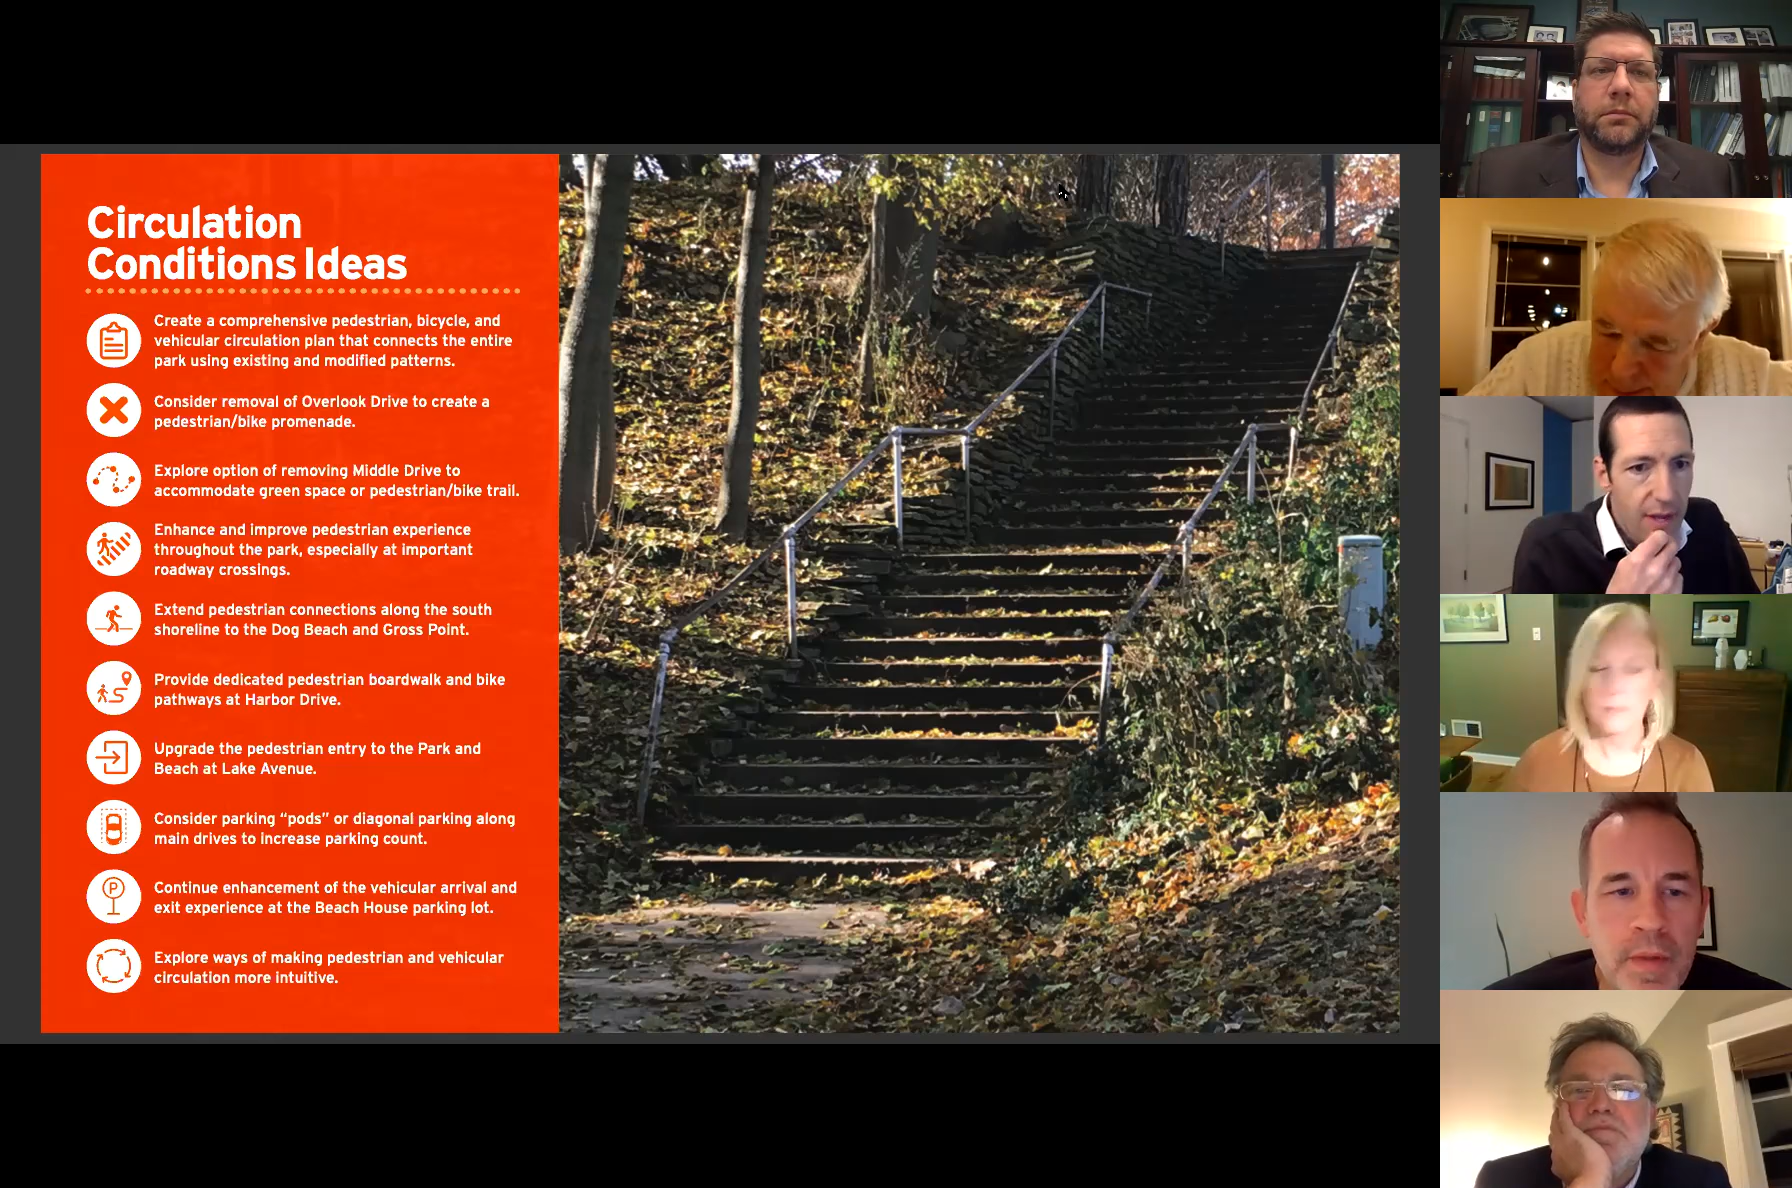 Circulation
Conditions Ideas
Create a comprehensive pedestrian, bicycle, and
vehicular circulation plan that connects the entire
park using existing and modified patterns.
Consider removal of Overlook Drive to create a
pedestrian/bike promenade.
Explore option of removing Middle Drive to
accommodate green space or pedestrian/bike trail.
Enhance and improve pedestrian experience
throughout the park, especially at important
roadway crossings.
Extend pedestrian connections along the south
shoreline to the Dog Beach and Gross Point.
Provide dedicated pedestrian boardwalk and bike
pathways at Harbor Drive.
Upgrade the pedestrian entry to the Park and
Beach at Lake Avenue.
Consider parking “pods” or diagonal parking along
main drives to increase parking count.
P
Continue enhancement of the vehicular arrival and
exit experience at the Beach House parking lot.
Explore ways of making pedestrian and vehicular
circulation more intuitive.